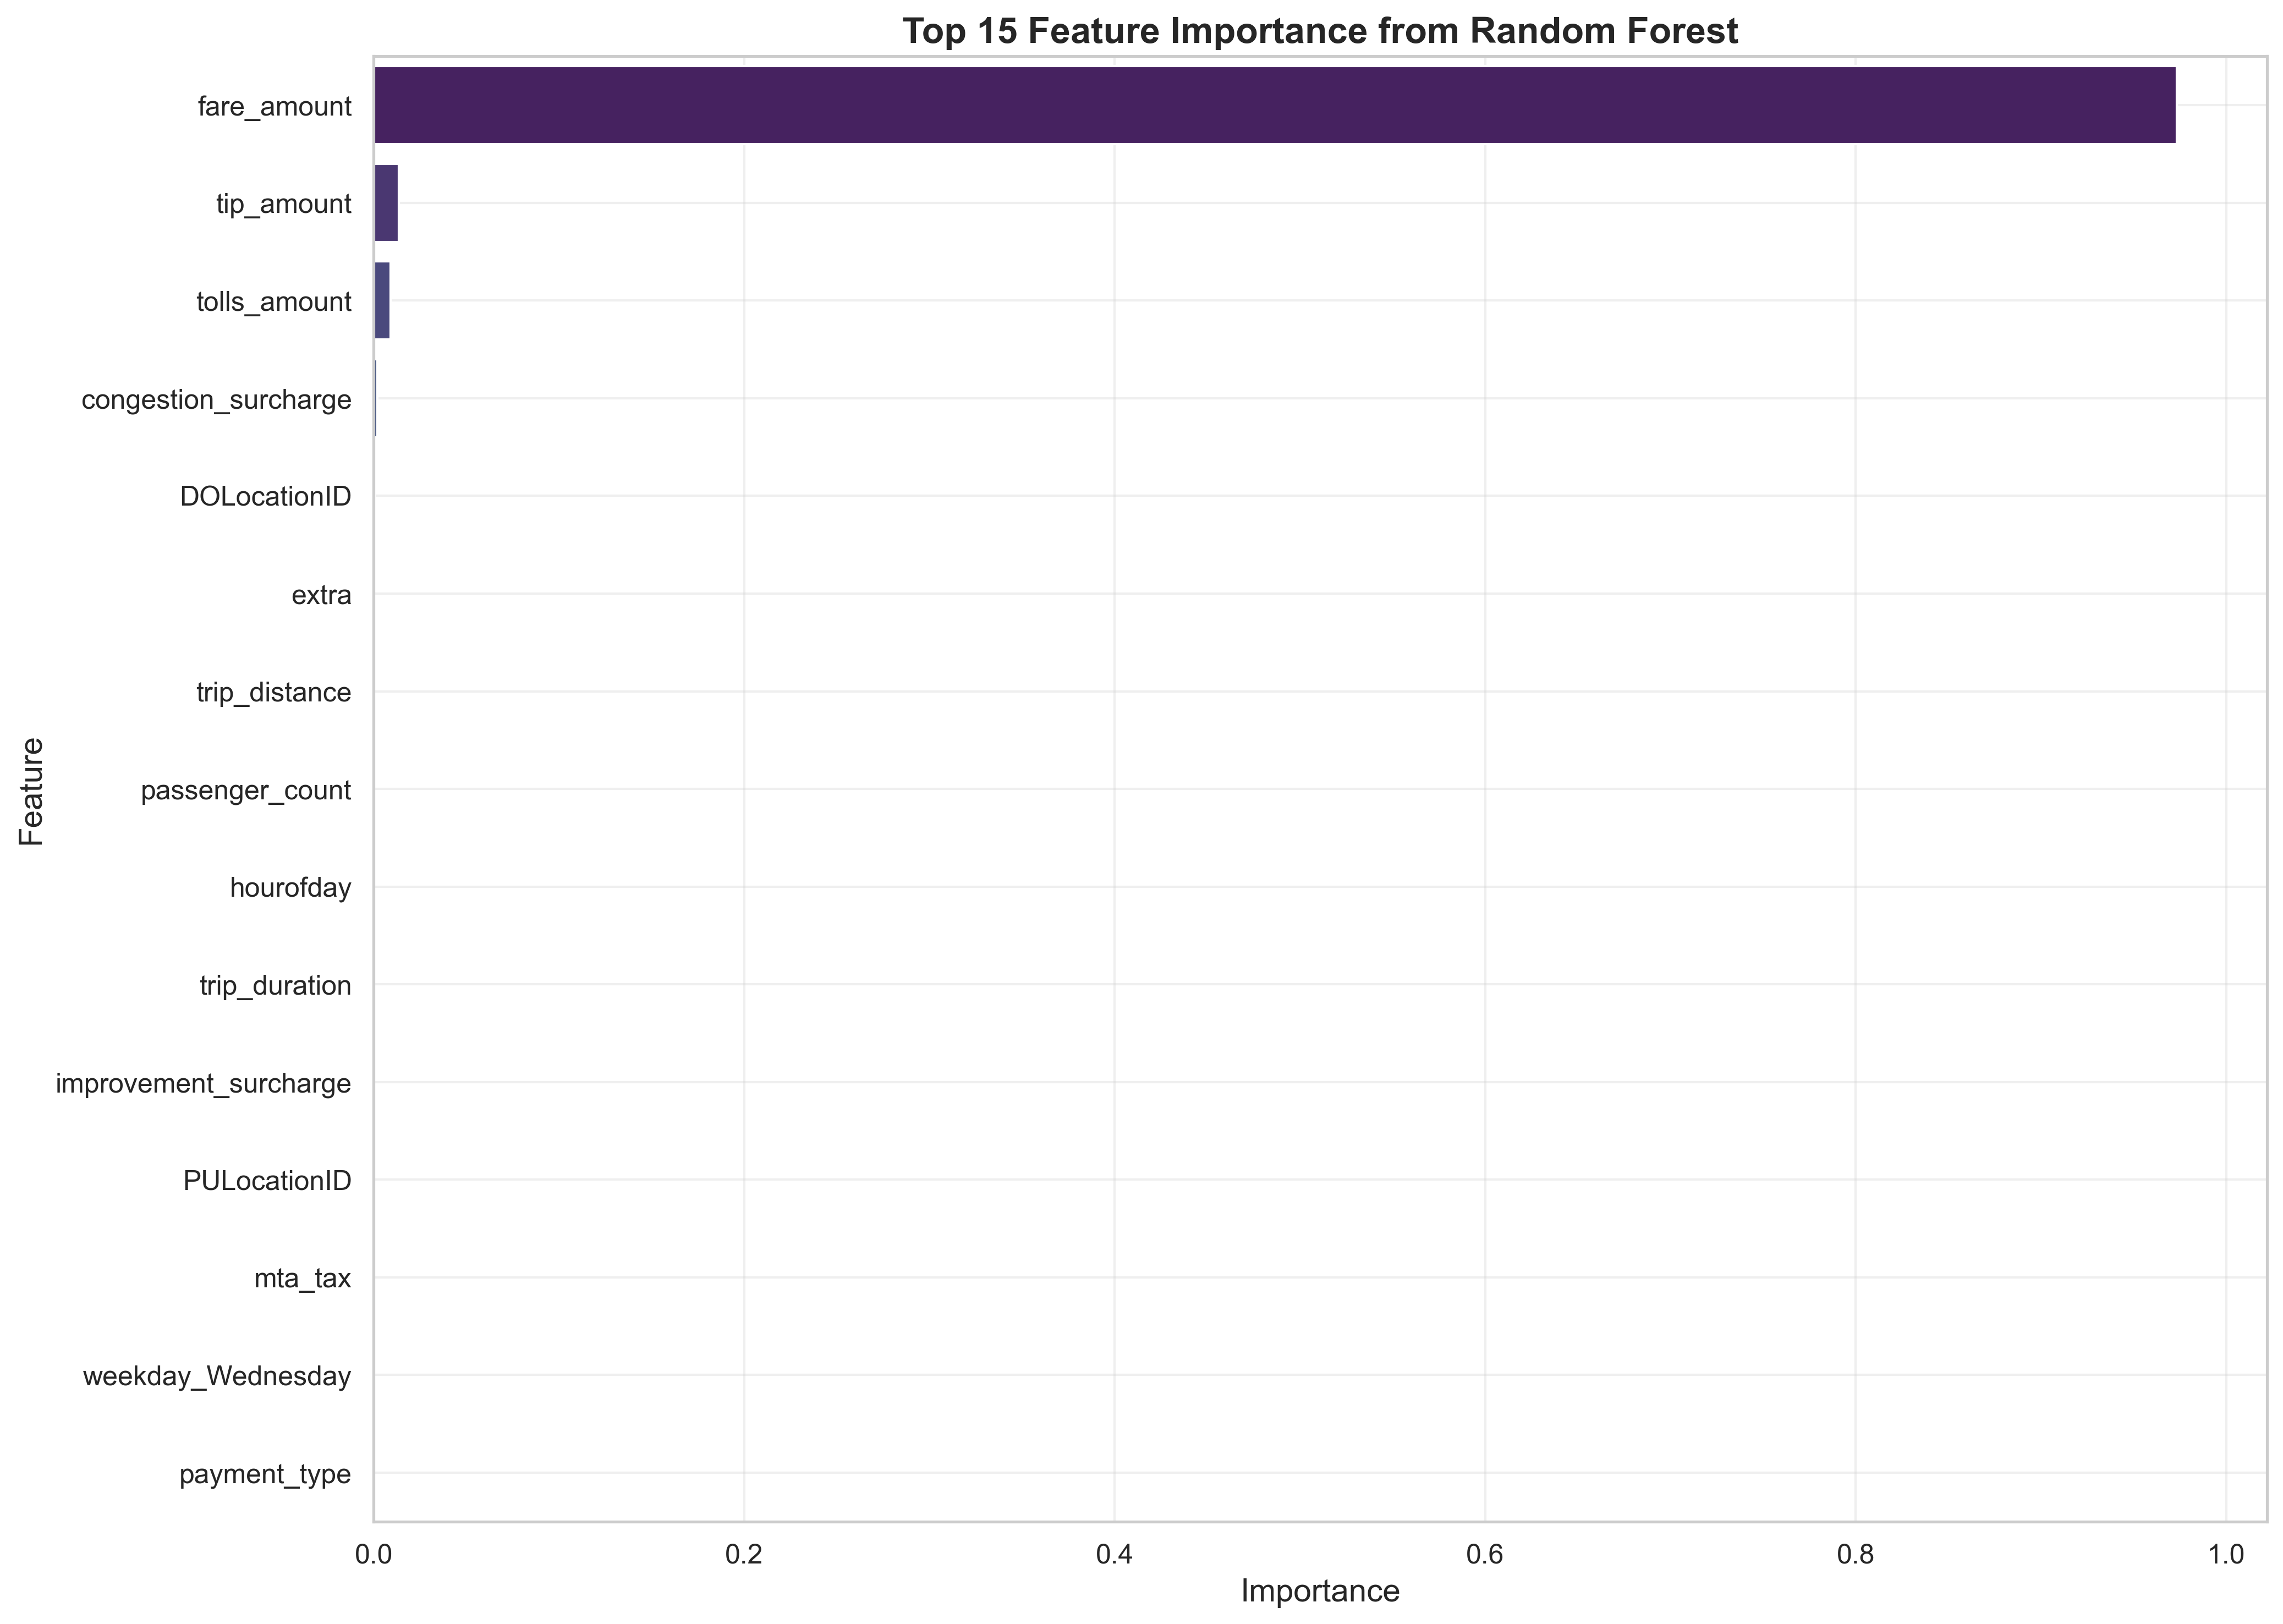 Top 15 Feature Importance from Random Forest
fare_amount
tip_amount
tolls_amount
congestion_surcharge
DOLocationID
extra
trip_distance
passenger_count
hourofday
trip_duration
improvement_surcharge
PULocationID
mta_tax
weekday_Wednesday
payment_type
Feature
0.0 0.2 0.4 0.6 0.8 1.0
Importance